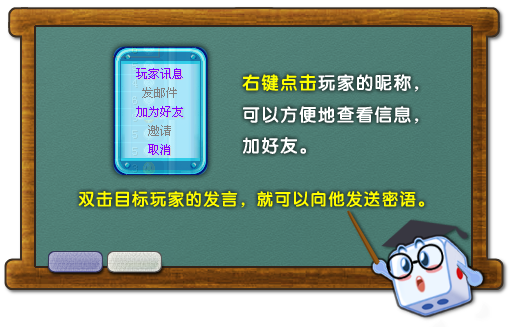 玩家讯息
发邮件
加为好友
邀请
取消
右键点击玩家的昵称，
可以方便地查看信息，
加好友。
双击目标玩家的发言，就可以向他发送密语。